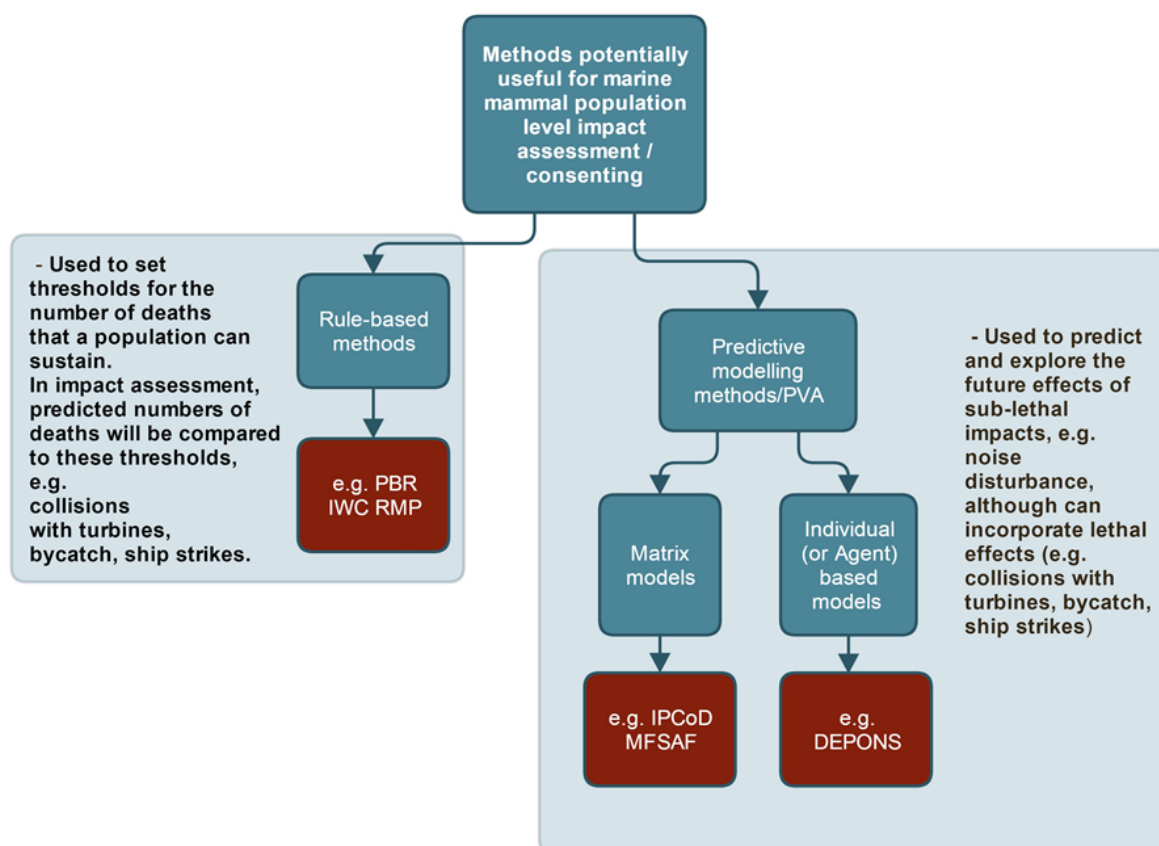 Methods potentially
useful for marine
mammal population
level impact
assessment /
consenting
- Used to set
thresholds for the
number of deaths
that a population can
sustain.
In impact assessment,
predicted numbers of
deaths will be compared
to these thresholds,
e.g.
collisions
with turbines,
bycatch, ship strikes.
Rule-based
methods
e.g. PBR
IWC RMP
Predictive
modelling
methods/PVA
Matrix
models
Individual
(or Agent)
based
models
e.g. IPCoD
MFSAF
e.g.
DEPONS
- Used to predict
and explore the
future effects of
sub-lethal
impacts, e.g.
noise
disturbance,
although can
incorporate lethal
effects (e.g.
collisions with
turbines, bycatch,
ship strikes)